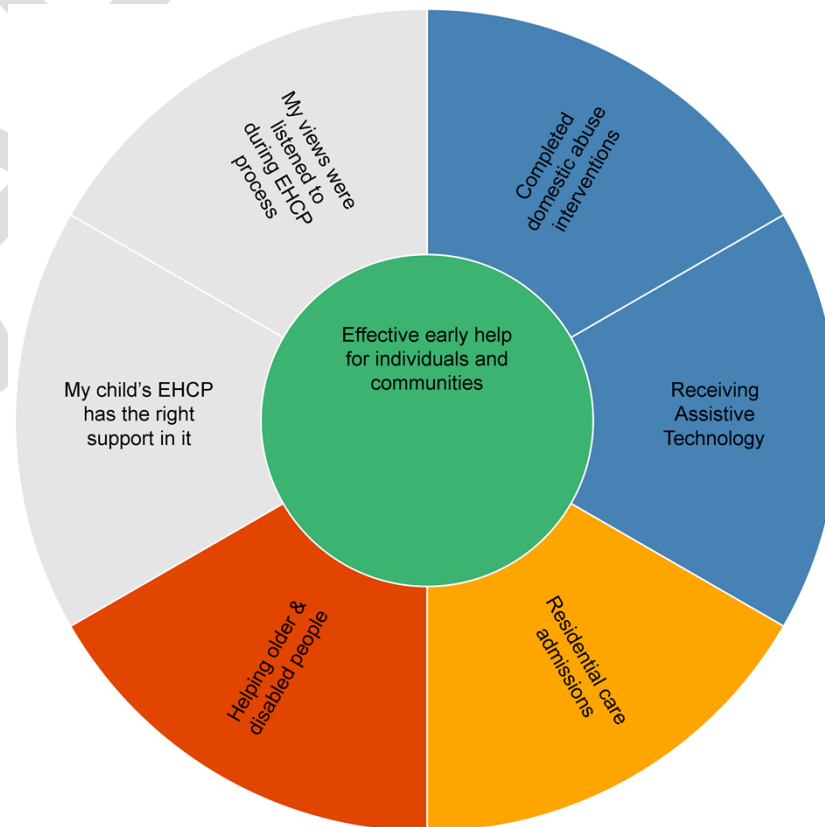 Effective early help
for individuals and
communities
Completed
domestic abuse
interventions
Receiving
Assistive
Technology
Residential care
admissions
Helping older &
disabled people
My child’s EHCP
has the right
support in it
My views were
listened to
during EHCP
process